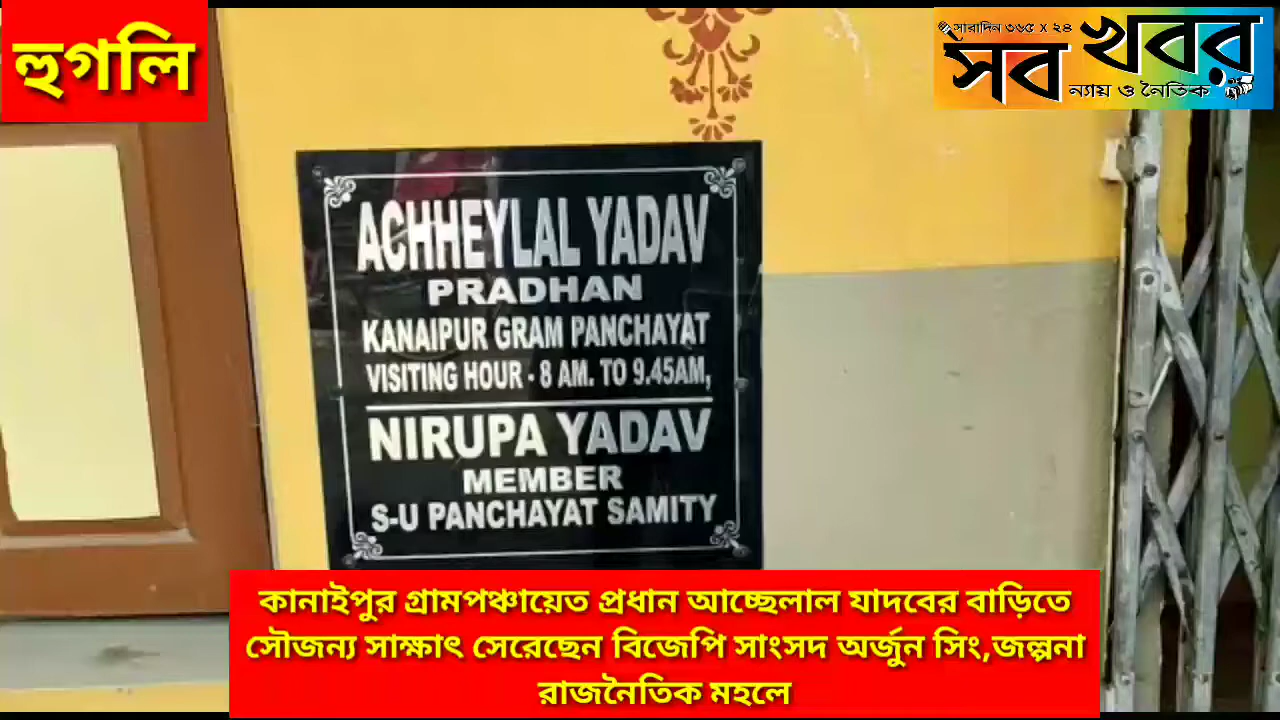 হুগলি
সারাদিন ৩৬৫ X ২৪
সব খবর
ন্যায় ও নৈতিক
ACHHEYLAL YADAV
PRADHAN
KANAIPUR GRAM PANCHAYAT
VISITING HOUR - 8 AM. TO 9.45AM,
NIRUPA YADAV
MEMBER
S-U PANCHAYAT SAMITY
কানাইপুর গ্রামপঞ্চায়েত প্রধান আচ্ছেলাল যাদবের বাড়িতে
সৌজন্য সাক্ষাৎ সেরেছেন বিজেপি সাংসদ অর্জুন সিং,জল্পনা
রাজনৈতিক মহলে